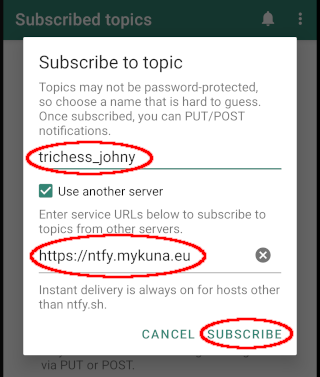 Subscribed topics
Subscribe to topic
Topics may not be password-protected,
so choose a name that is hard to guess.
Once subscribed, you can PUT/POST
notifications.
trichess_johny
Use another server
Enter service URLs below to subscribe to
topics from other servers.
https://ntfy.mykuna.eu
Instant delivery is always on for hosts other
than ntfy.sh.
CANCEL SUBSCRIBE
via PUT or POST.